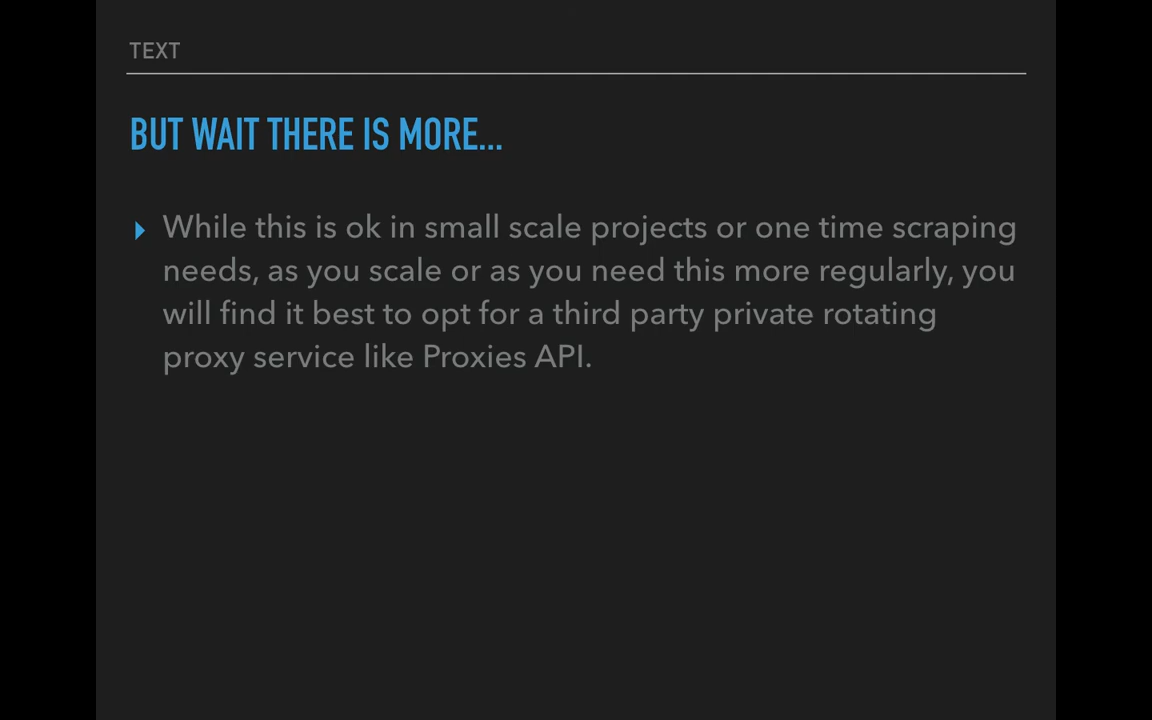 TEXT
BUT WAIT THERE IS MORE...
While this is ok in small scale projects or one time scraping
needs, as you scale or as you need this more regularly, you
will find it best to opt for a third party private rotating
proxy service like Proxies API.